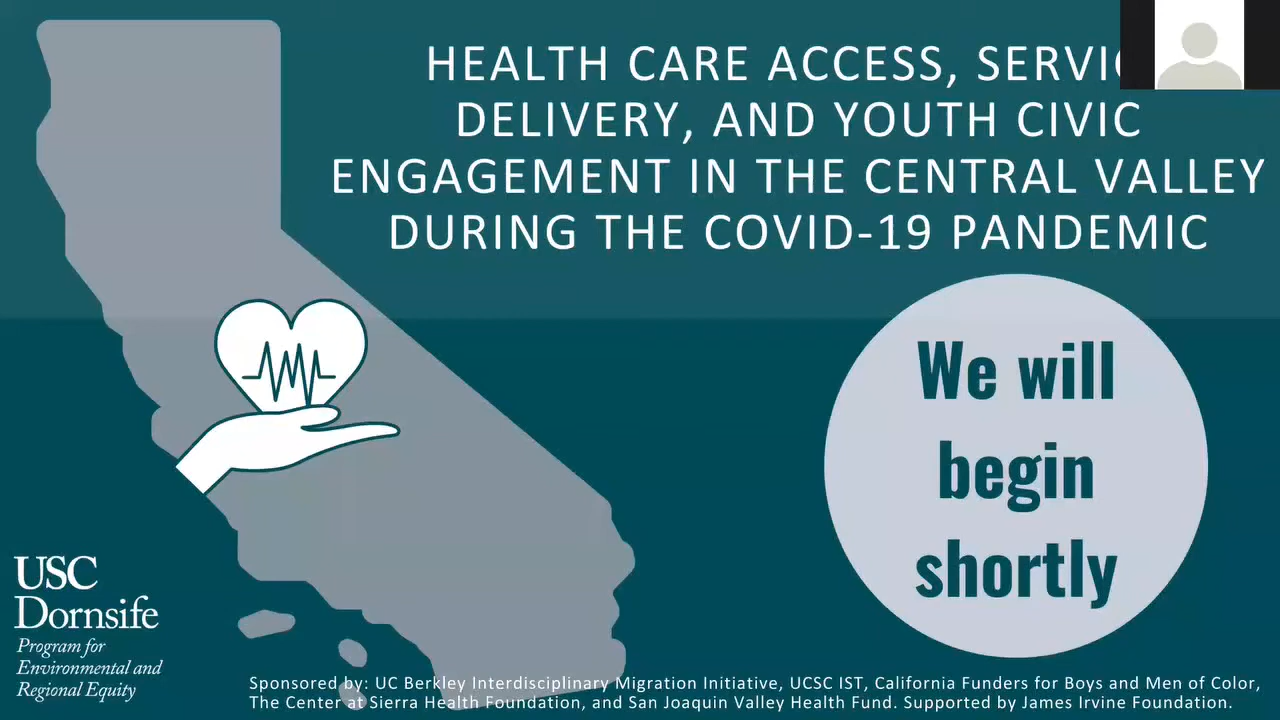 HEALTH CARE ACCESS,
DELIVERY, AND YOUTH CIVIC
ENGAGEMENT IN THE CENTRAL VALLEY
DURING THE COVID-19 PANDEMIC
We will
begin
shortly
USC
Dornsife
Program for
Environmental and
Regional Equity
Sponsored by: UC Berkley Interdisciplinary Migration Initiative, UCSC IST, California Funders for Boys and Men of Color,
The Center at Sierra Health Foundation, and San Joaquin Valley Health Fund. Supported by James Irvine Foundation.